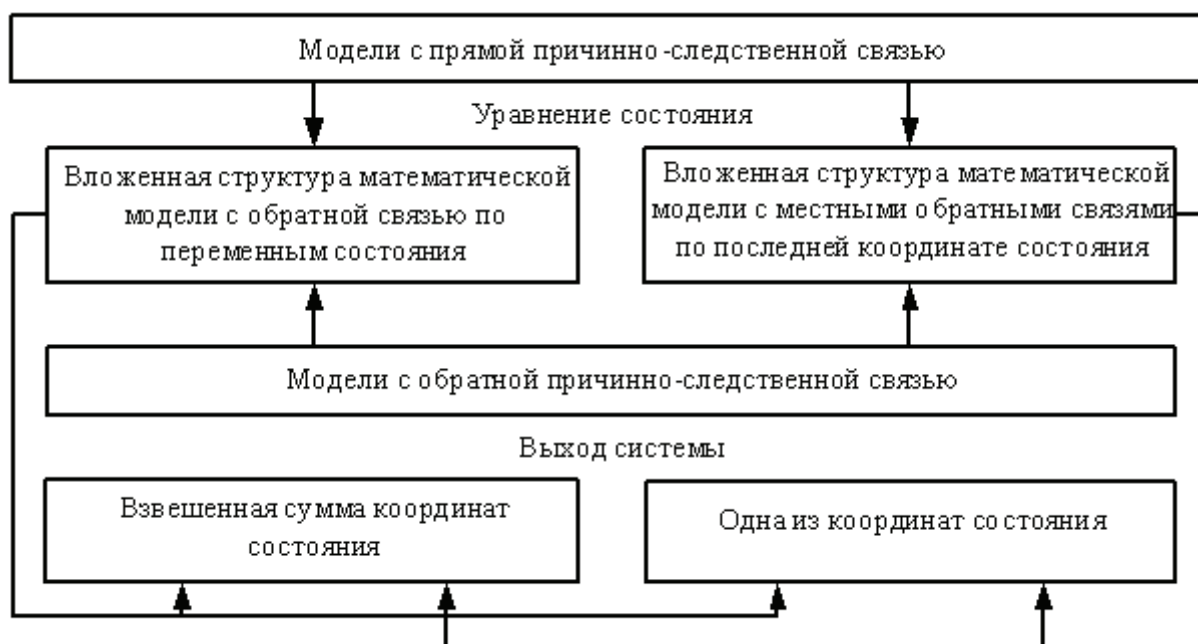 Модели с прямой причинно-следственной связью
Уравнение состояния
Вложенная структура математической
модели с обратной связью по
переменным состояния
Вложенная структура математической
модели с местными обратными связями
по последней координате состояния
Модели с обратной причинно-следственной связью
Выход системы
Взвешенная сумма координат
состояния
Одна из координат состояния